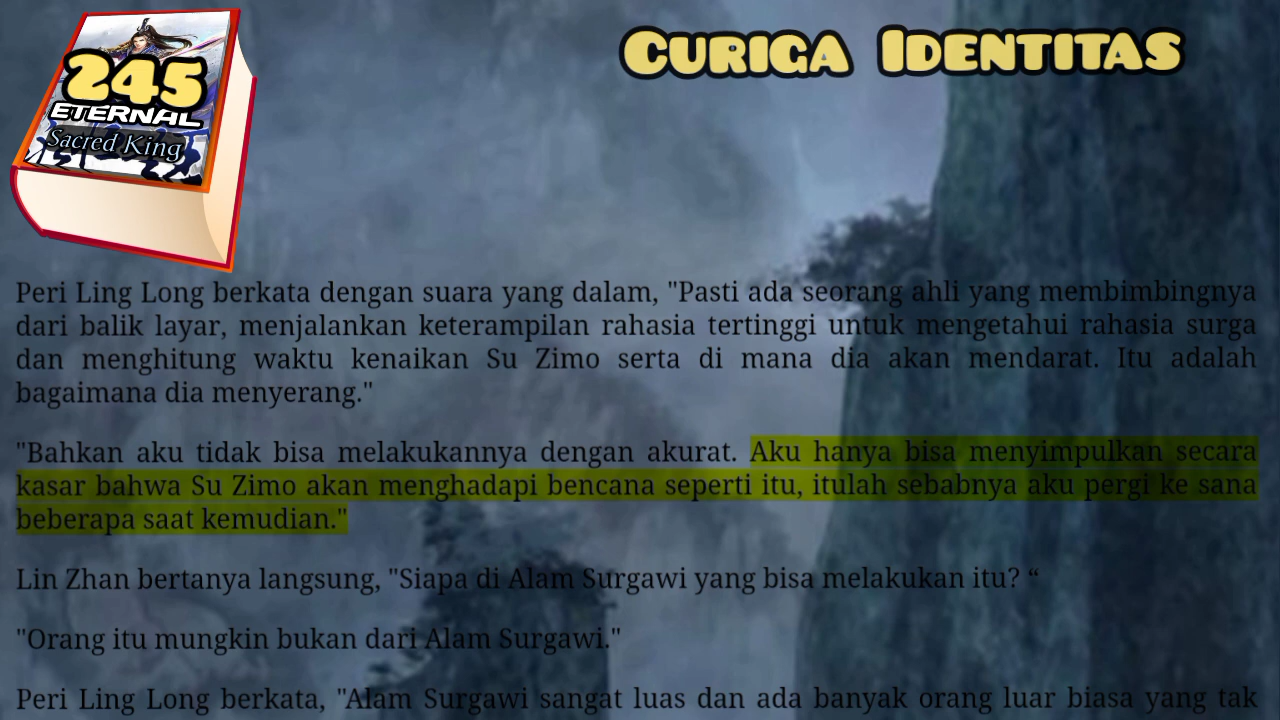 245
ETERNAL
Sacred King
Curiga Identitas
Peri Ling Long berkata dengan suara yang dalam, "Pasti ada seorang ahli yang membimbingnya
dari balik layar, menjalankan keterampilan rahasia tertinggi untuk mengetahui rahasia surga
dan menghitung waktu kenaikan Su Zimo serta di mana dia akan mendarat. Itu adalah
bagaimana dia menyerang."
"Bahkan aku tidak bisa melakukannya dengan akurat. Aku hanya bisa menyimpulkan secara
kasar bahwa Su Zimo akan menghadapi bencana seperti itu, itulah sebabnya aku pergi ke sana
beberapa saat kemudian."
Lin Zhan bertanya langsung, "Siapa di Alam Surgawi yang bisa melakukan itu? “
"Orang itu mungkin bukan dari Alam Surgawi."
Peri Ling Long berkata, "Alam Surgawi sangat luas dan ada banyak orang luar biasa yang tak